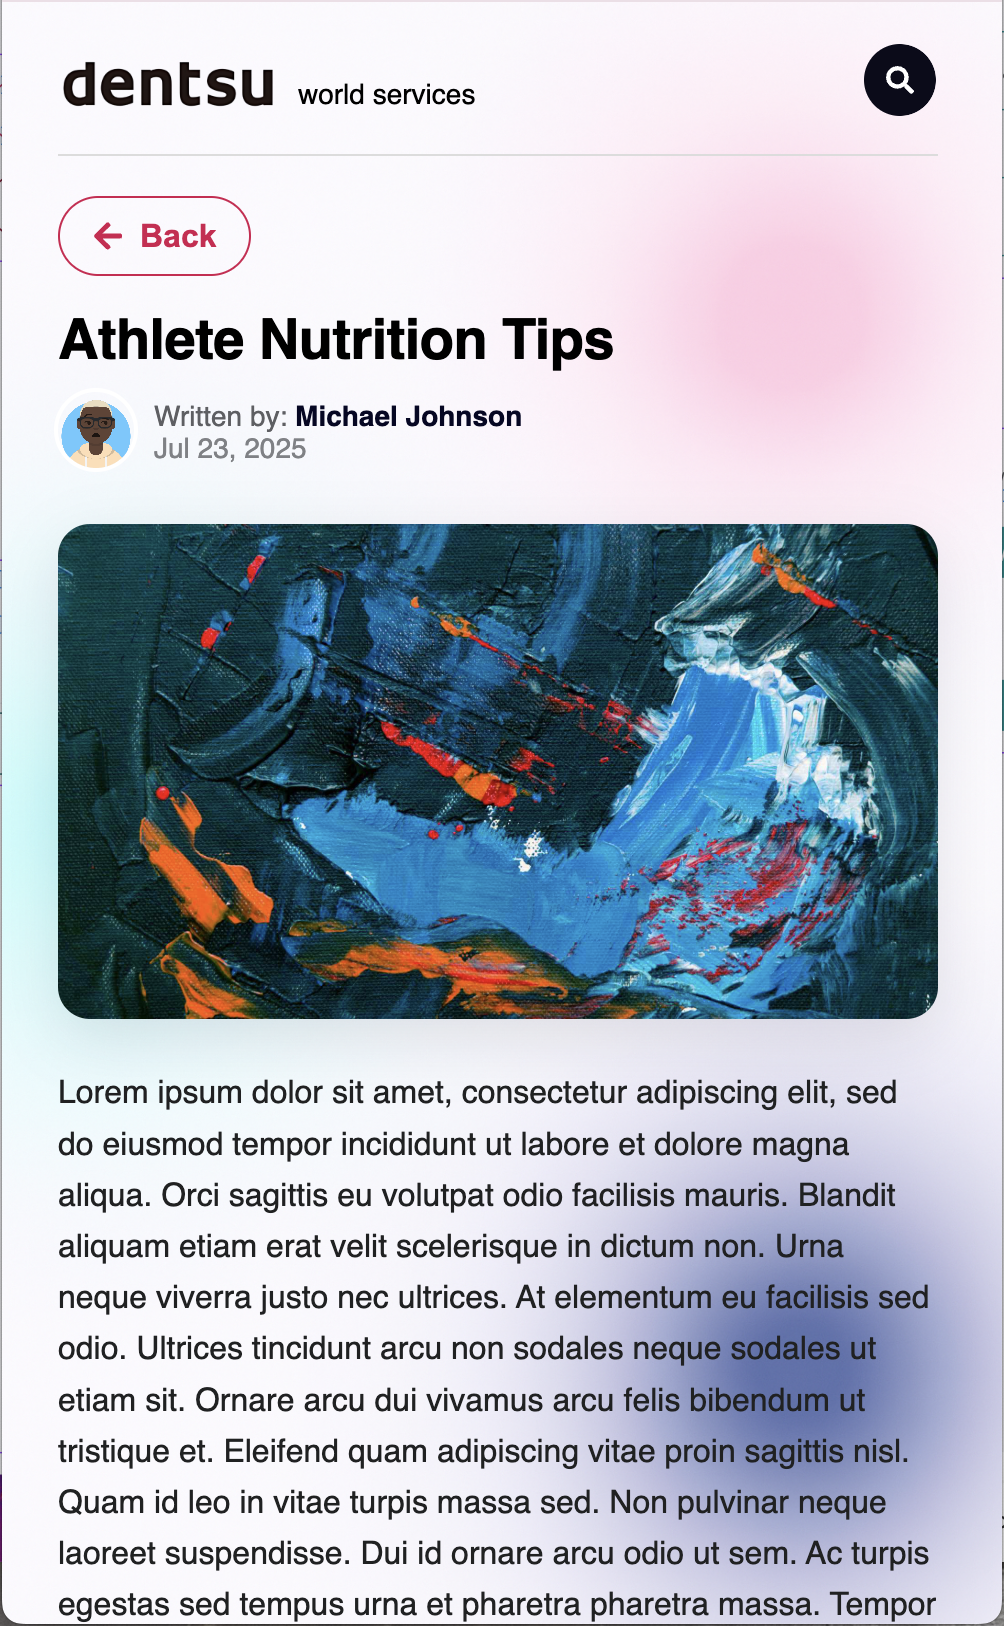 dentsu world services
Back
Athlete Nutrition Tips
Written by: Michael Johnson
Jul 23, 2025
Lorem ipsum dolor sit amet, consectetur adipiscing elit, sed
do eiusmod tempor incididunt ut labore et dolore magna
aliqua. Orci sagittis eu volutpat odio facilisis mauris. Blandit
aliquam etiam erat velit scelerisque in dictum non. Urna
neque viverra justo nec ultrices. At elementum eu facilisis sed
odio. Ultrices tincidunt arcu non sodales neque sodales ut
etiam sit. Ornare arcu dui vivamus arcu felis bibendum ut
tristique et. Eleifend quam adipiscing vitae proin sagittis nisl.
Quam id leo in vitae turpis massa sed. Non pulvinar neque
laoreet suspendisse. Dui id ornare arcu odio ut sem. Ac turpis
egestas sed tempus urna et pharetra pharetra massa. Tempor